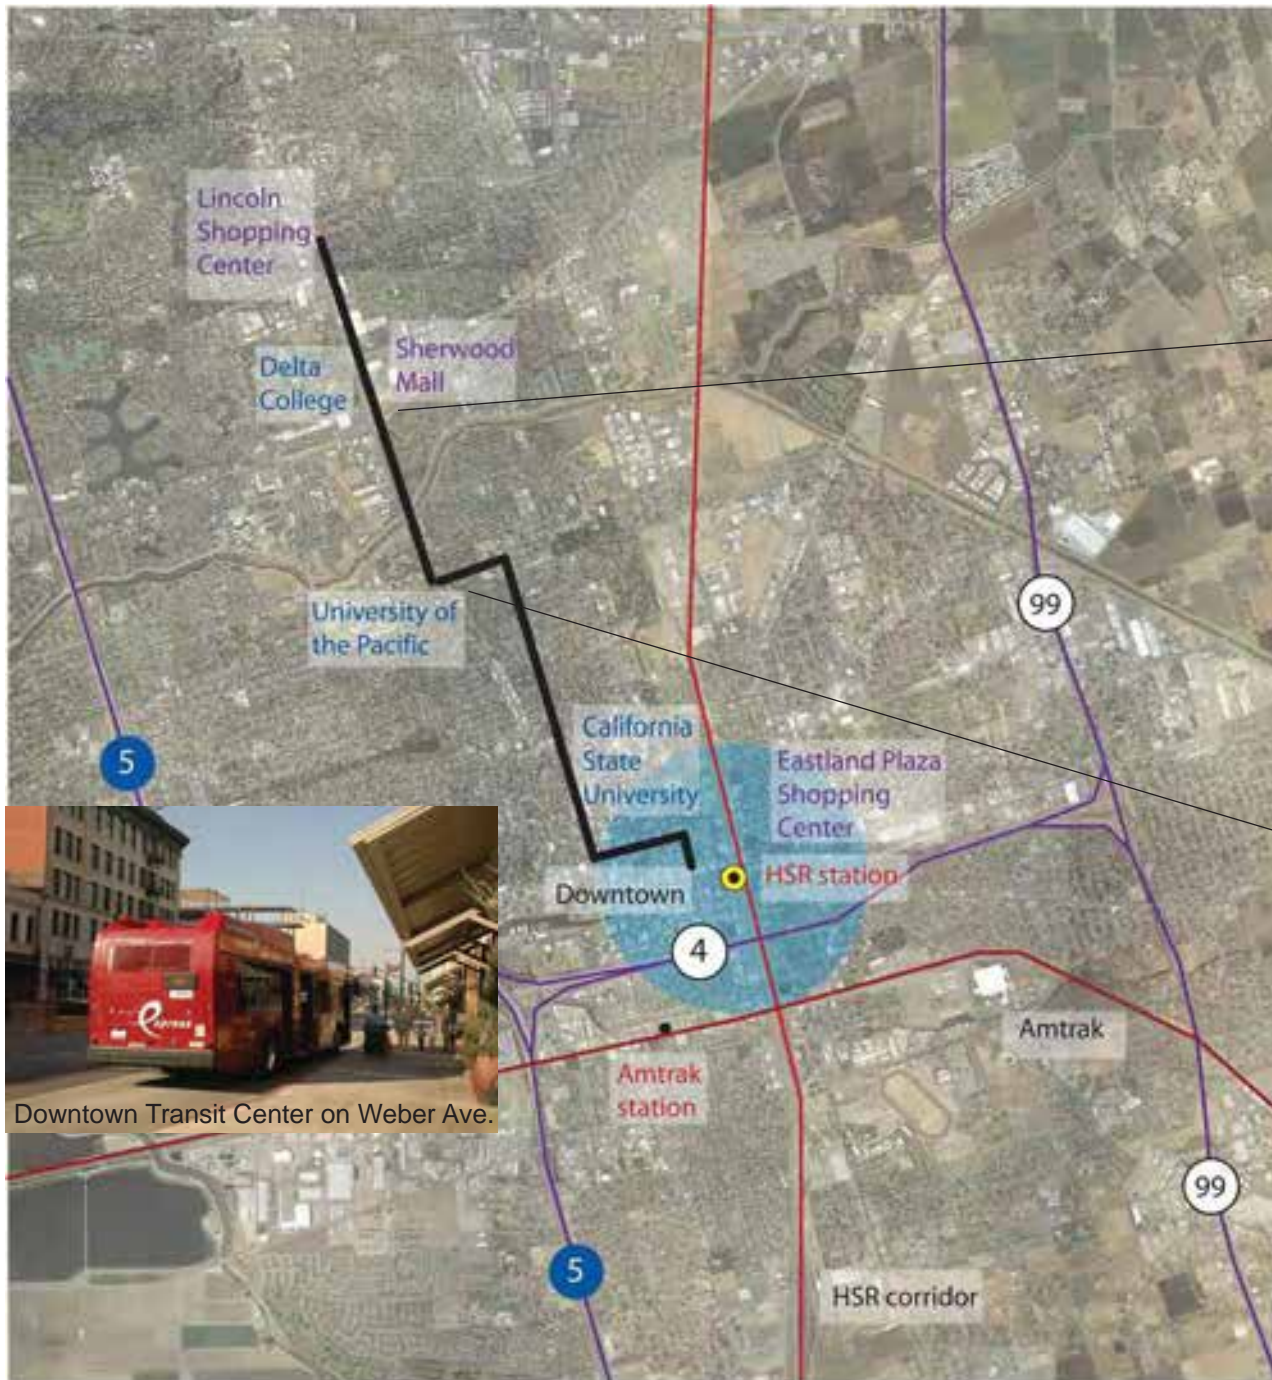 Lincoln
Shopping
Center
Sherwood
Mall
Delta
College
99
University of
the Pacific
California
State
University
5
Eastland Plaza
Shopping
Center
HSR station
Downtown
4
express
Amtrak
Amtrak
station
Downtown Transit Center on Weber Ave.
99
5
HSR corridor